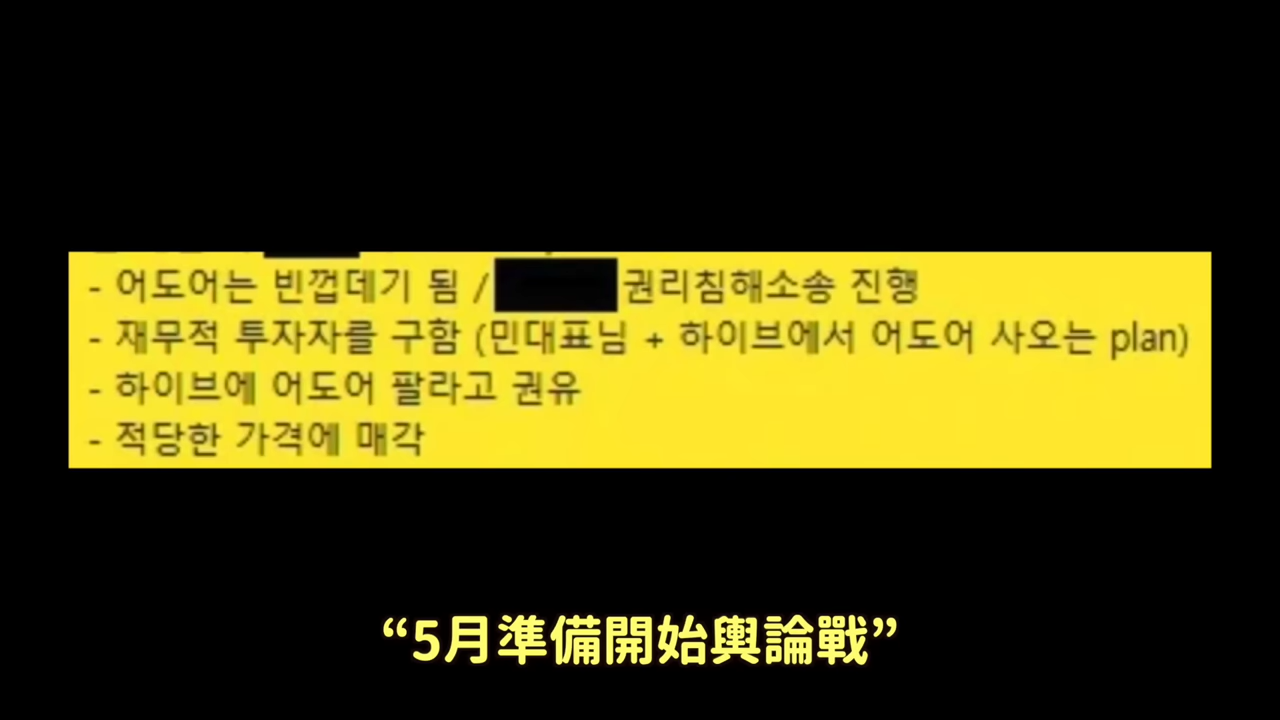 - 어도어는 빈껍데기 됨 / 권리침해소송 진행
- 재무적 투자자를 구함 (민대표님 + 하이브에서 어도어 사오는 plan)
- 하이브에 어도어 팔라고 권유
- 적당한 가격에 매각
“5月準備開始輿論戰”